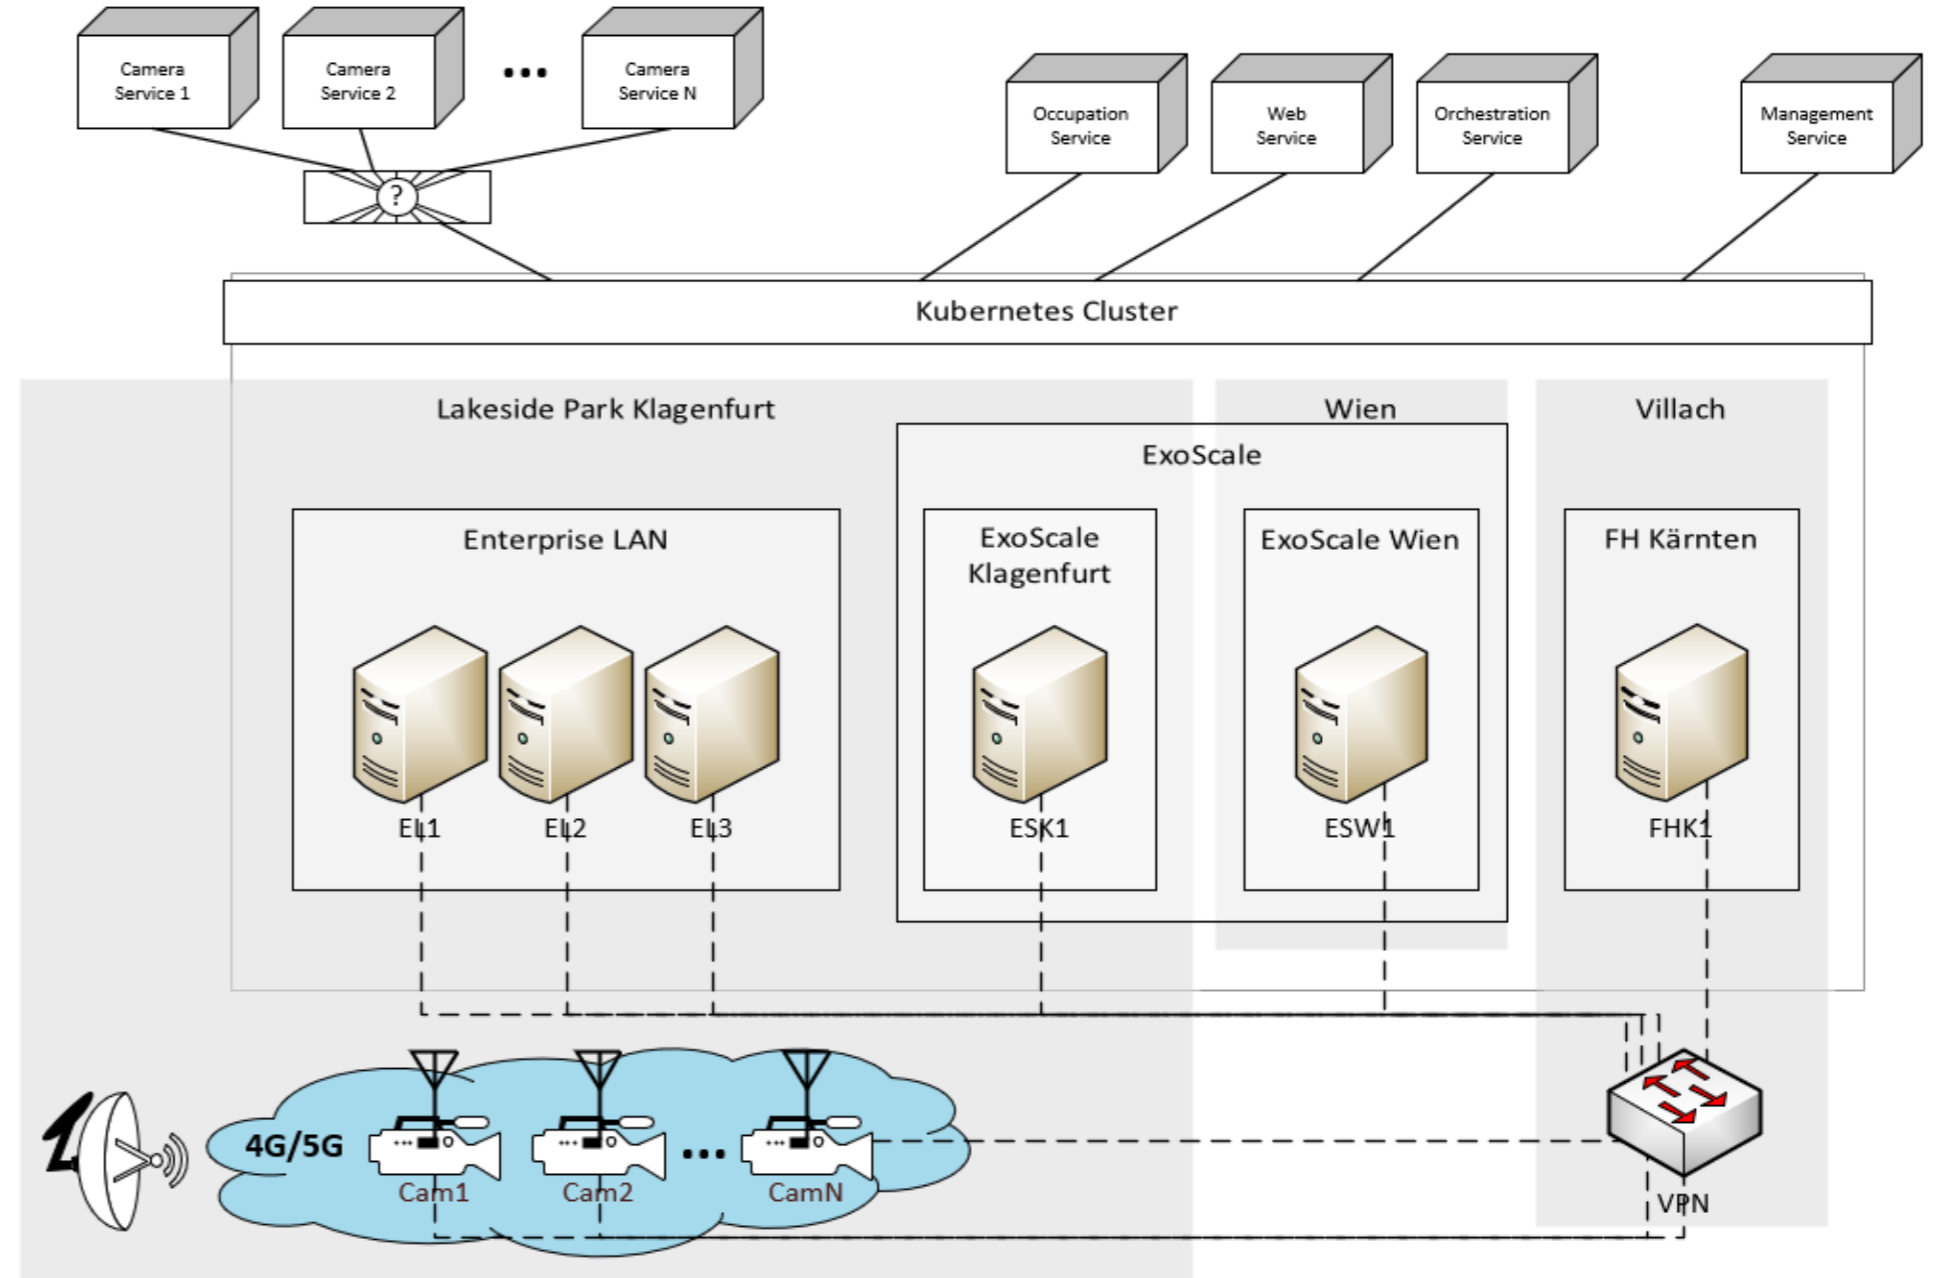 Camera
Service 1
Camera
Service 2
...
Camera
Service N
Occupation
Service
Web
Service
Orchestration
Service
Management
Service
?
Kubernetes Cluster
Lakeside Park Klagenfurt
Wien
Villach
ExoScale
Enterprise LAN
ExoScale
Klagenfurt
ExoScale Wien
FH Kärnten
EL1
EL2
EL3
ESK1
ESW1
FHK1
4G/5G
...
Cam1
Cam2
CamN
VPN